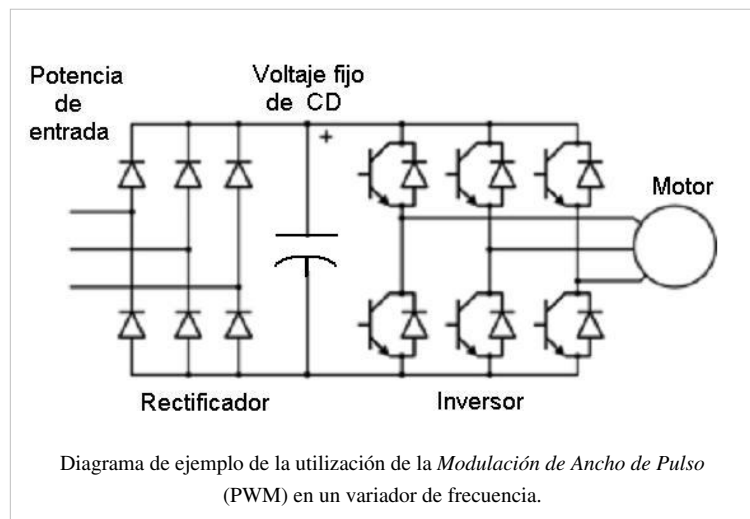 Potencia
de
entrada
Voltaje fijo
de CD
+
Motor
Rectificador
Inversor
Diagrama de ejemplo de la utilización de la Modulación de Ancho de Pulso
(PWM) en un variador de frecuencia.